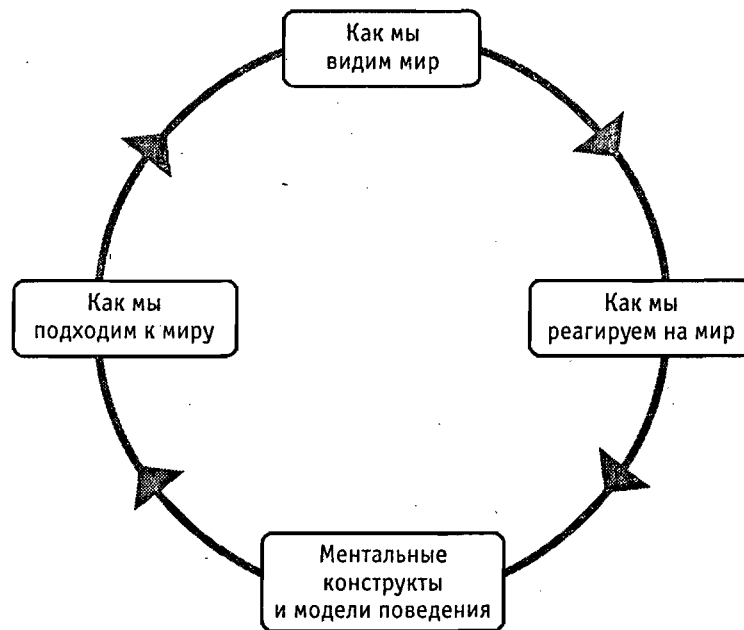 Как мы
видим мир
Как мы
подходим к миру
Как мы
реагируем на мир
Ментальные
конструкты
и модели поведения